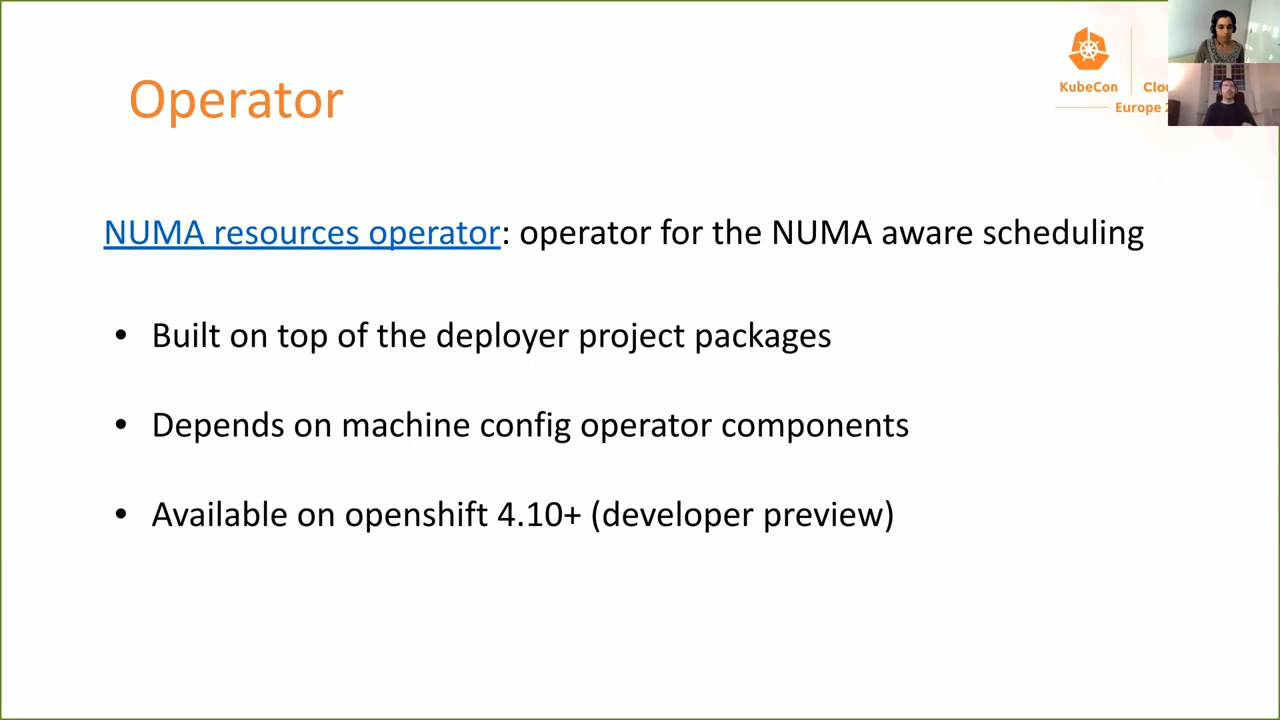 Operator
KubeCon
Europe
NUMA resources operator: operator for the NUMA aware scheduling
• Built on top of the deployer project packages
• Depends on machine config operator components
• Available on openshift 4.10+ (developer preview)